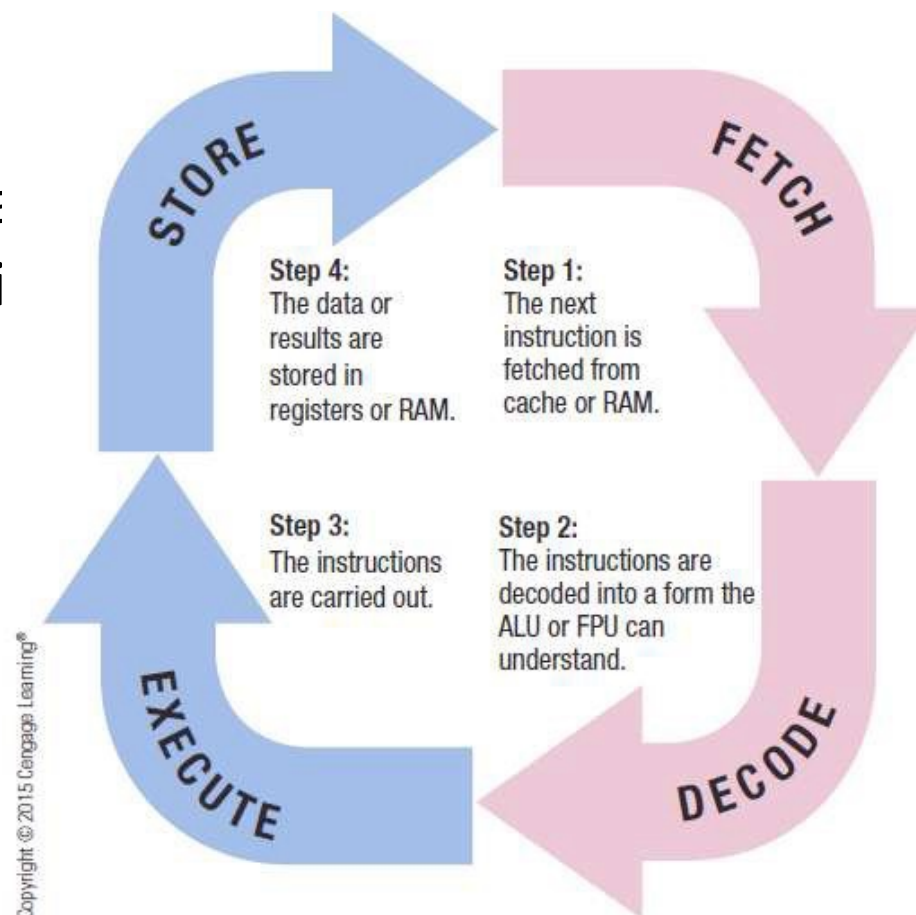 STORE
FETCH
Step 4:
The data or
results are
stored in
registers or RAM.
Step 1:
The next
instruction is
fetched from
cache or RAM.
Step 3:
The instructions
are carried out.
Step 2:
The instructions are
decoded into a form the
ALU or FPU can
understand.
EXECUTE
DECODE
Copyright © 2015 Cengage Learning®